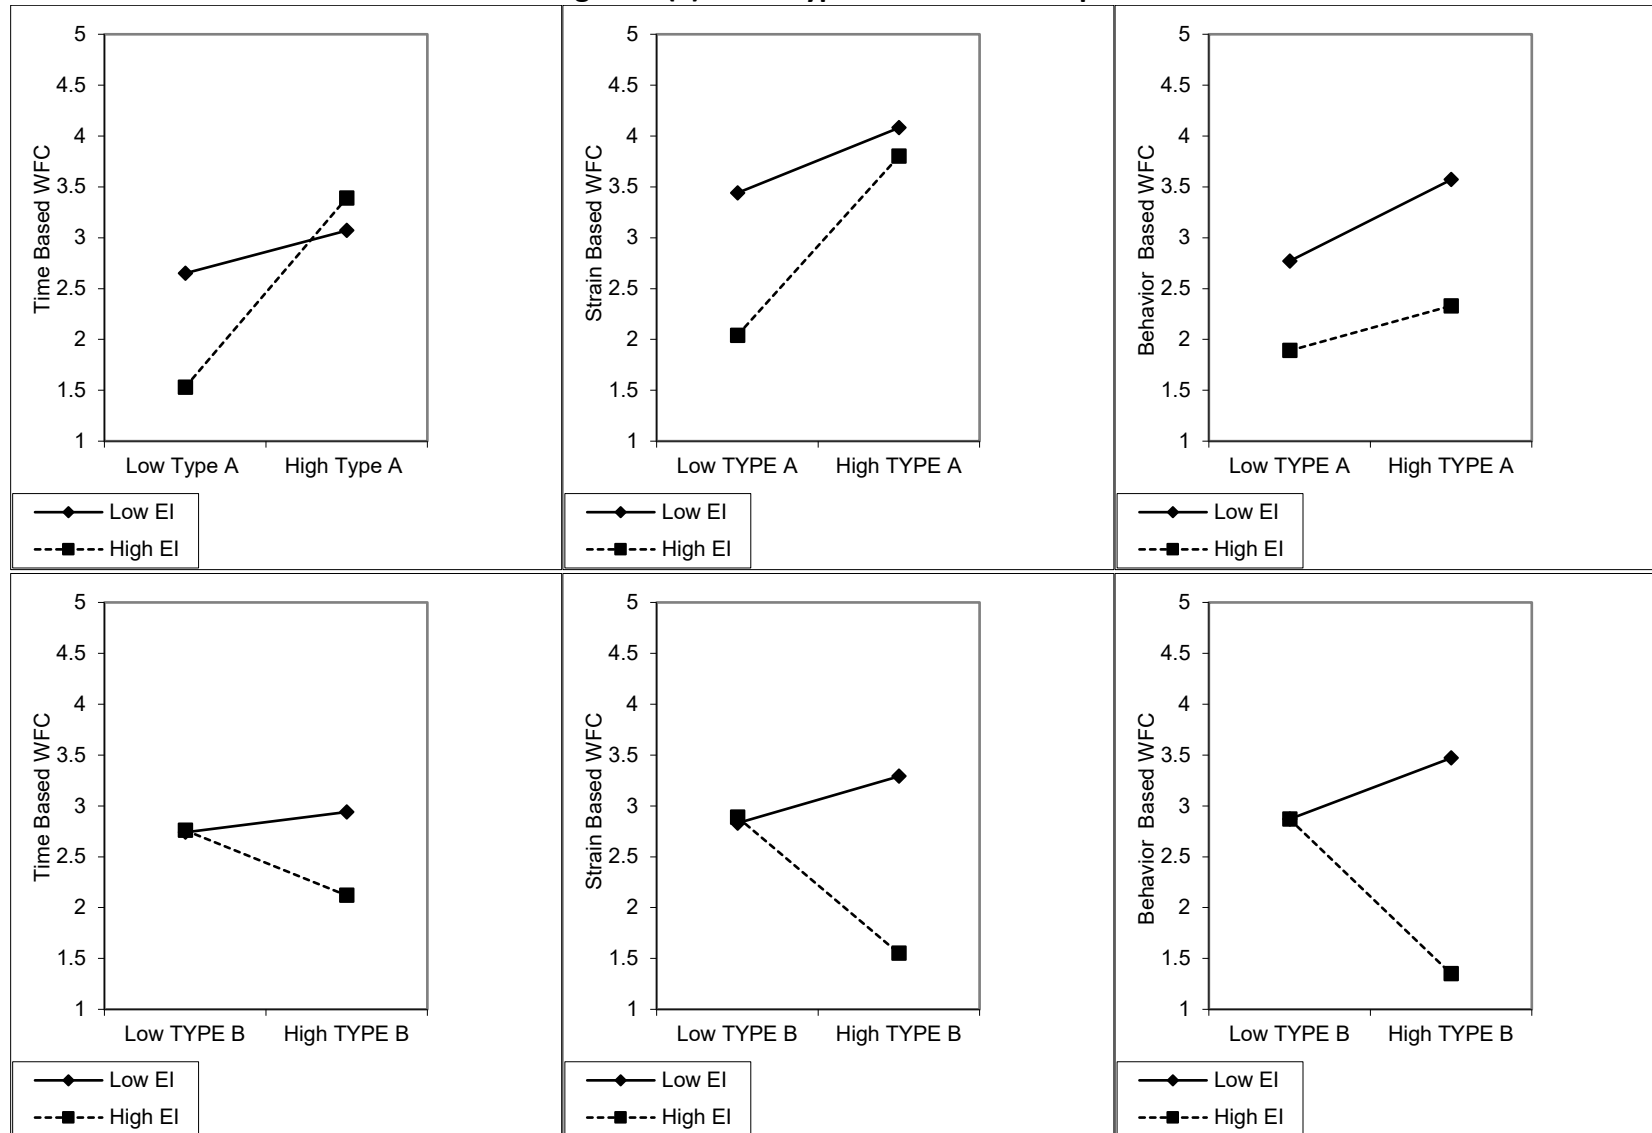 5
4.5
4
3.5
3
2.5
2
1.5
1
Time Based WFC
Low Type A High Type A
Low EI
High EI
5
4.5
4
3.5
3
2.5
2
1.5
1
Strain Based WFC
Low TYPE A High TYPE A
Low EI
High EI
5
4.5
4
3.5
3
2.5
2
1.5
1
Behavior Based WFC
Low TYPE A High TYPE A
Low EI
High EI
5
4.5
4
3.5
3
2.5
2
1.5
1
Time Based WFC
Low TYPE B High TYPE B
Low EI
High EI
5
4.5
4
3.5
3
2.5
2
1.5
1
Strain Based WFC
Low TYPE B High TYPE B
Low EI
High EI
5
4.5
4
3.5
3
2.5
2
1.5
1
Behavior Based WFC
Low TYPE B High TYPE B
Low EI
High EI